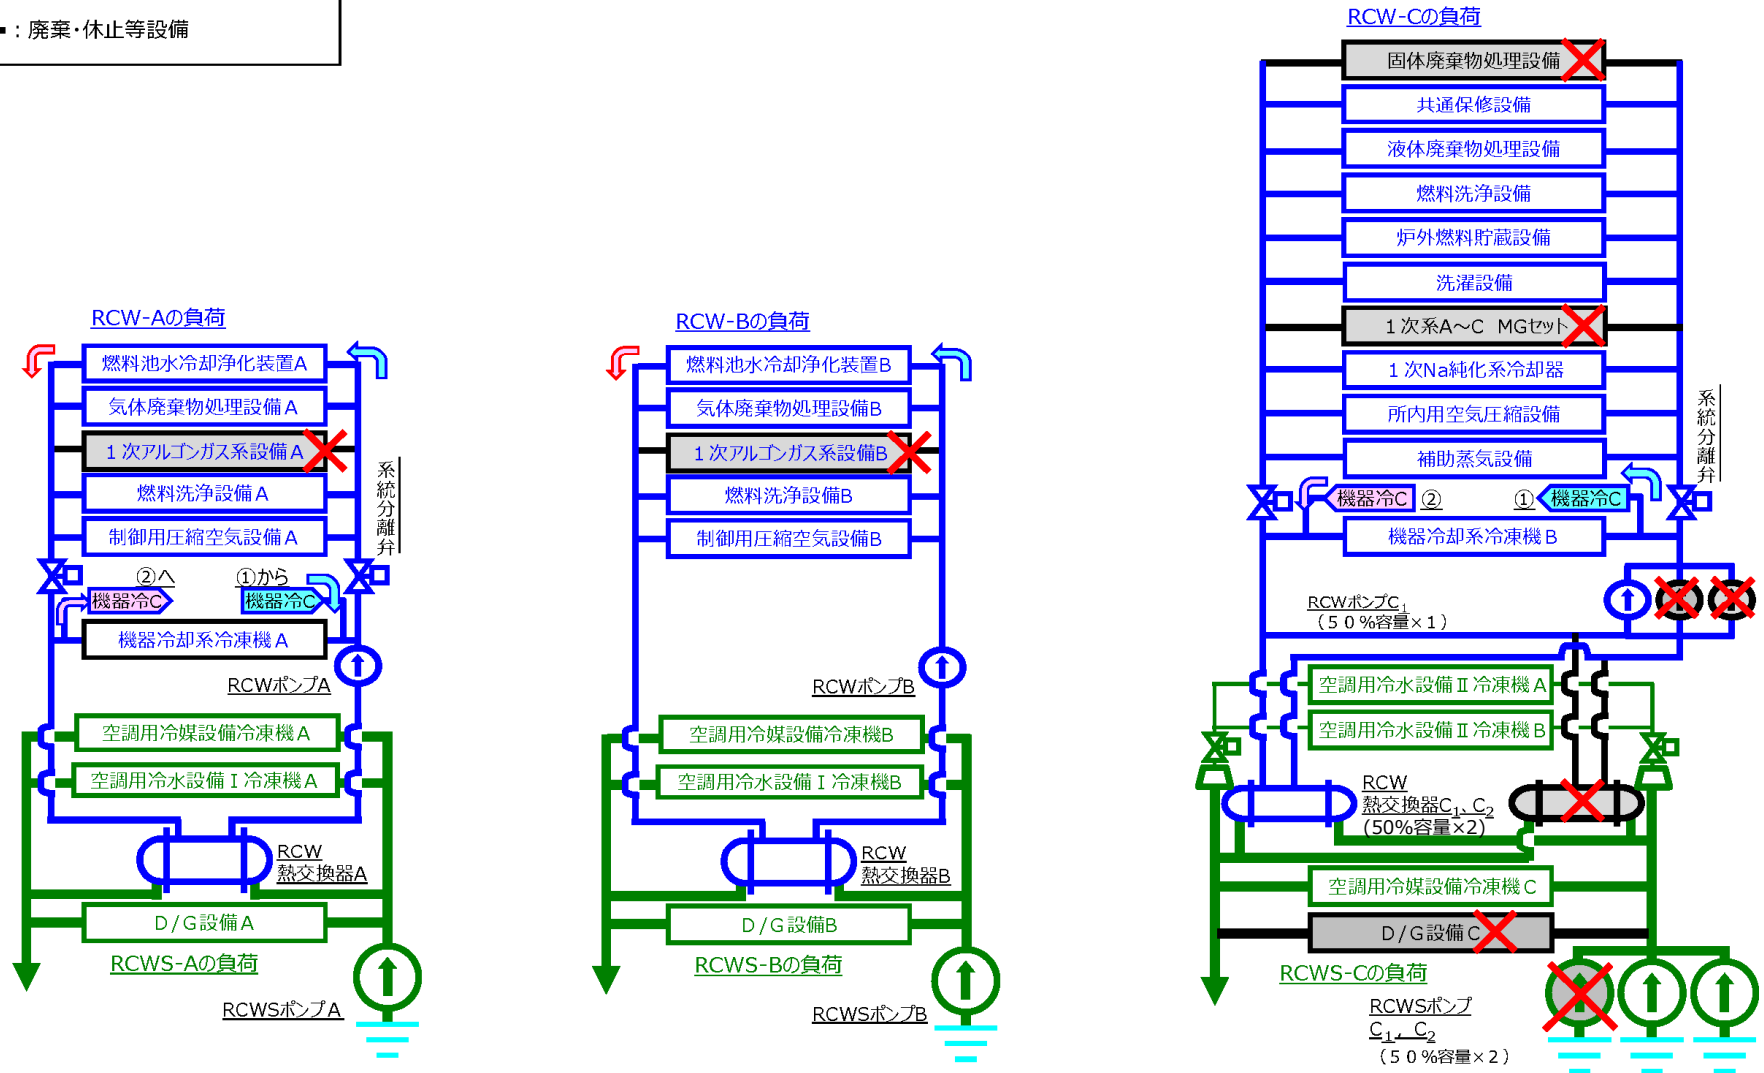 ：廃棄・休止等設備
RCW-Aの負荷
燃料池水冷却浄化装置A
気体廃棄物処理設備A
1次アルゴンガス系設備A
燃料洗浄設備A
制御用圧縮空気設備A
系統分離弁
②へ
①から
機器冷C
機器冷C
機器冷却系冷凍機A
RCWポンプA
空調用冷媒設備冷凍機A
空調用冷水設備Ⅰ冷凍機A
RCW
熱交換器A
D/G設備A
RCWS-Aの負荷
RCWSポンプA
RCW-Bの負荷
燃料池水冷却浄化装置B
気体廃棄物処理設備B
1次アルゴンガス系設備B
燃料洗浄設備B
制御用圧縮空気設備B
RCWポンプB
空調用冷媒設備冷凍機B
空調用冷水設備Ⅰ冷凍機B
RCW
熱交換器B
D/G設備B
RCWS-Bの負荷
RCWSポンプB
RCW-Cの負荷
固体廃棄物処理設備
共通保修設備
液体廃棄物処理設備
燃料洗浄設備
炉外燃料貯蔵設備
洗濯設備
1次系A～C MGセット
1次Na純化系冷却器
所内用空気圧縮設備
補助蒸気設備
系統分離弁
機器冷C ②
① 機器冷C
機器冷却系冷凍機B
RCWポンプC1
（50%容量×1）
空調用冷水設備Ⅱ冷凍機A
空調用冷水設備Ⅱ冷凍機B
RCW
熱交換器C1、C2
(50%容量×2)
空調用冷媒設備冷凍機C
D/G設備C
RCWS-Cの負荷
RCWSポンプ
C1、C2
（50%容量×2）